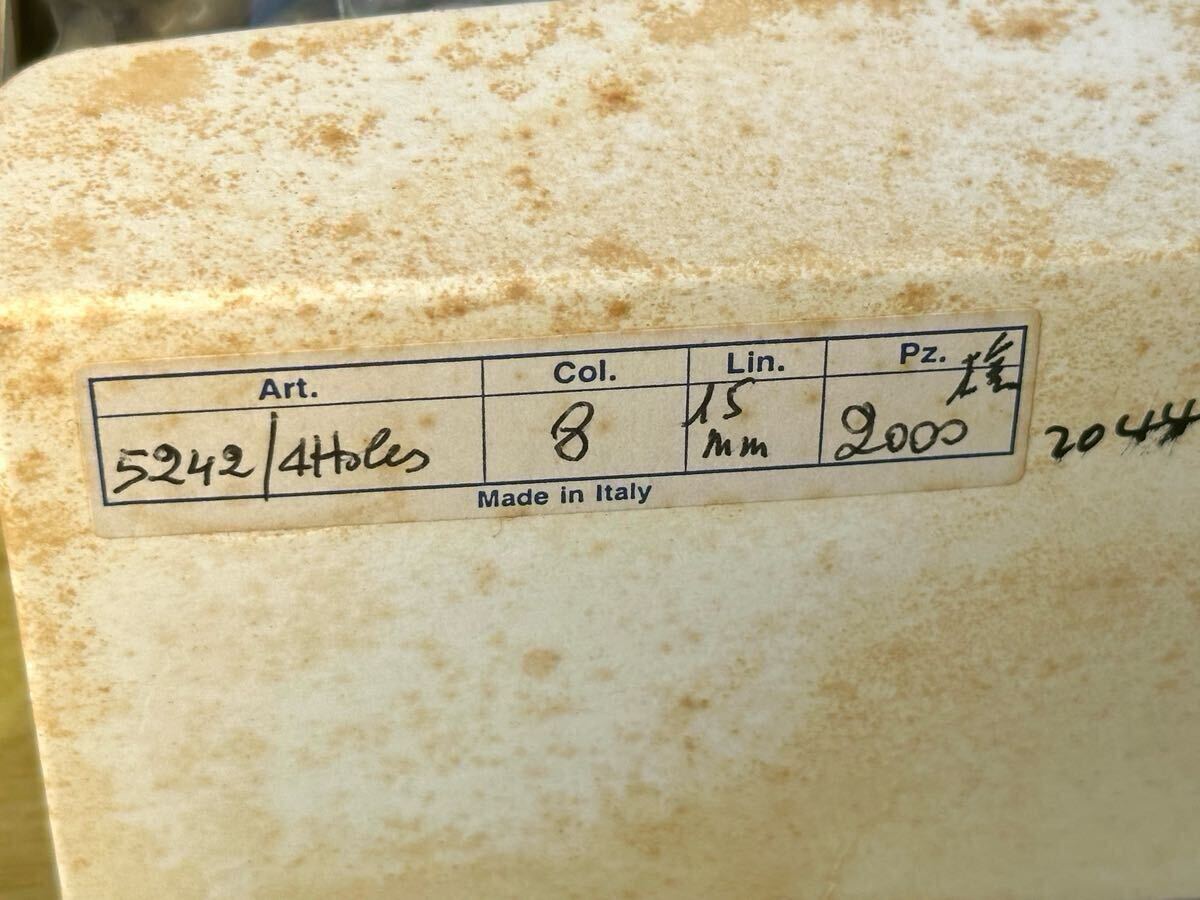 Art. Col. Lin. Pz.
5242/4Holes 8 15 mm 2000 2044
Made in Italy